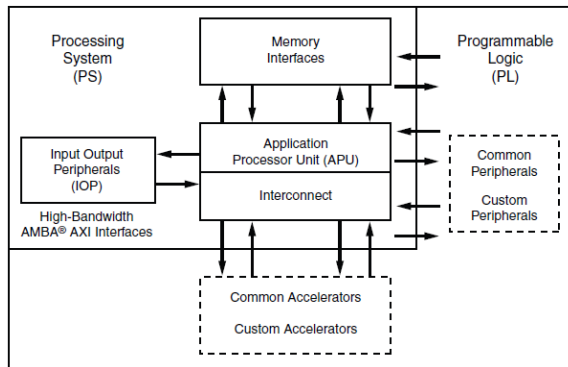 Processing
System
(PS)
Memory
Interfaces
Programmable
Logic
(PL)
Input Output
Peripherals
(IOP)
Application
Processor Unit (APU)
Interconnect
Common
Peripherals
Custom
Peripherals
High-Bandwidth
AMBA® AXI Interfaces
Common Accelerators
Custom Accelerators